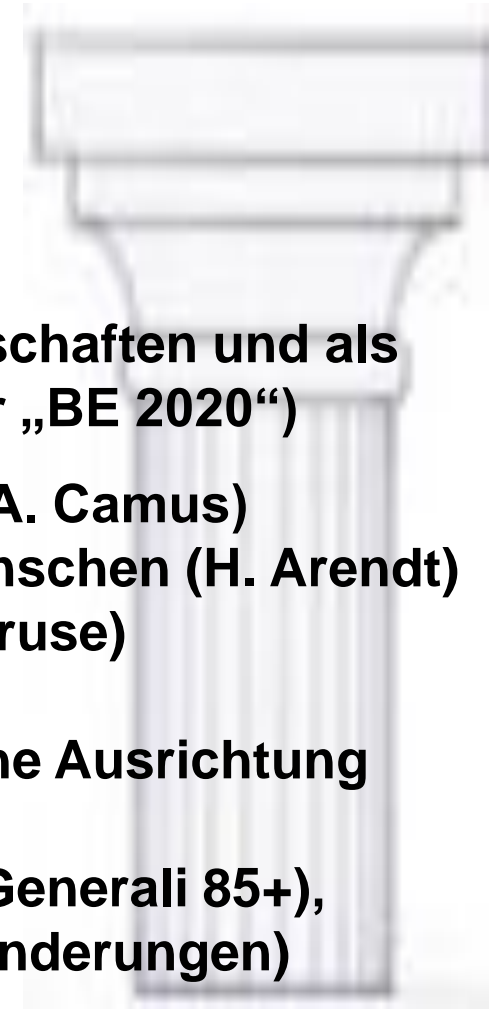 schaften und als
r „BE 2020“)
A. Camus)
nschen (H. Arendt)
ruse)
ne Ausrichtung
Generali 85+),
nderungen)